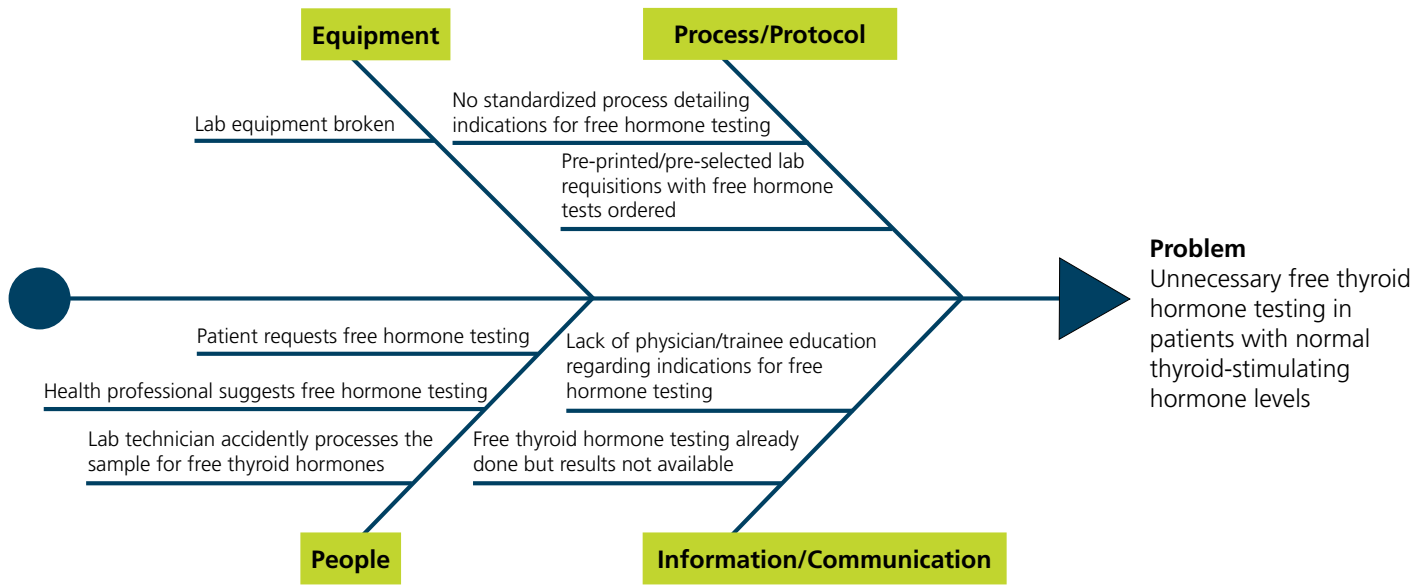 Equipment
Process/Protocol
Lab equipment broken
No standardized process detailing
indications for free hormone testing
Pre-printed/pre-selected lab
requisitions with free hormone
tests ordered
Problem
Unnecessary free thyroid
hormone testing in
patients with normal
thyroid-stimulating
hormone levels
Patient requests free hormone testing
Health professional suggests free hormone testing
Lab technician accidently processes the
sample for free thyroid hormones
Lack of physician/trainee education
regarding indications for free
hormone testing
Free thyroid hormone testing already
done but results not available
People
Information/Communication